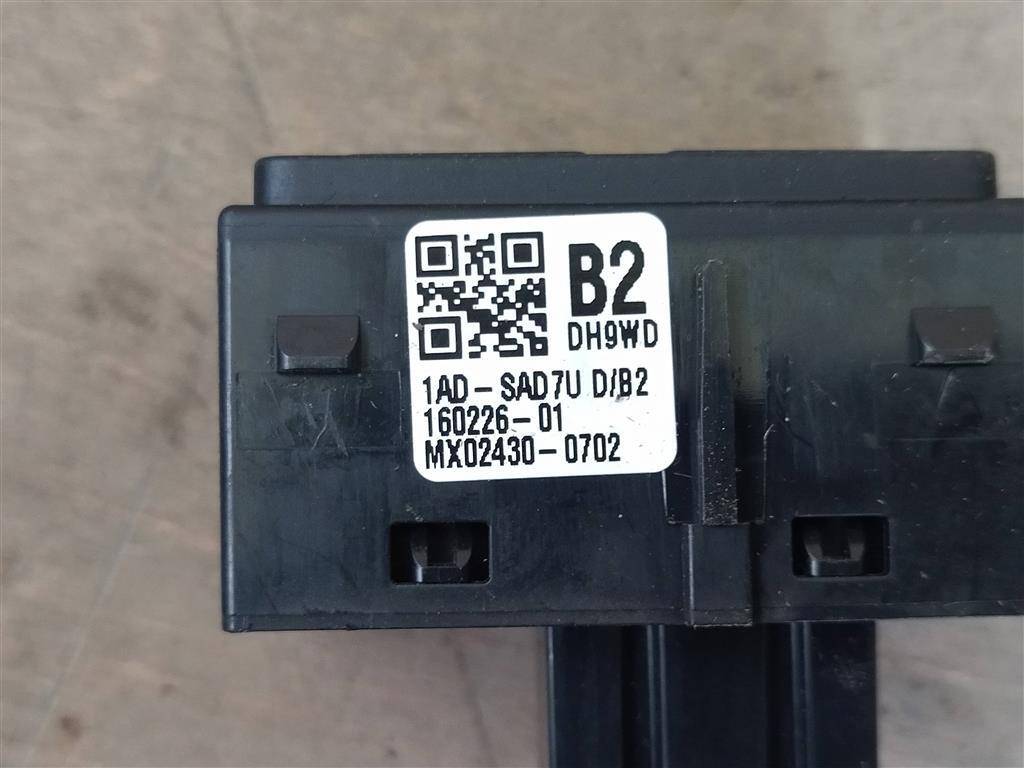 B2
DH9WD
1AD-SAD7U D/B2
160226-01
MX02430-0702